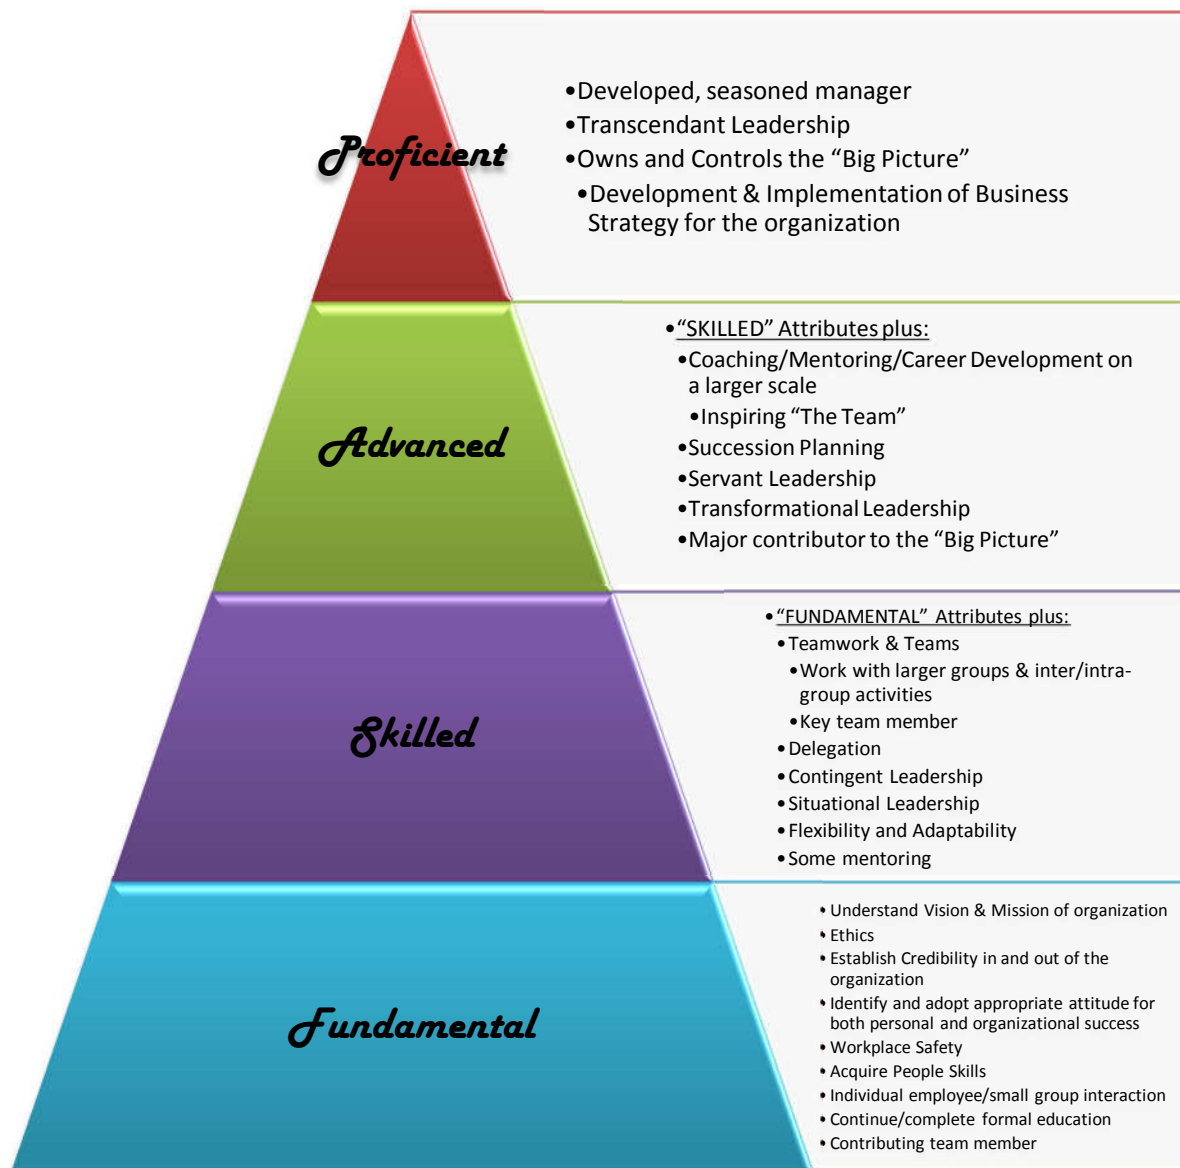 Proficient
•Developed, seasoned manager
•Transcendant Leadership
•Owns and Controls the “Big Picture”
•Development & Implementation of Business
Strategy for the organization
Advanced
•“SKILLED” Attributes plus:
•Coaching/Mentoring/Career Development on
a larger scale
•Inspiring “The Team”
•Succession Planning
•Servant Leadership
•Transformational Leadership
•Major contributor to the “Big Picture”
Skilled
•“FUNDAMENTAL” Attributes plus:
•Teamwork & Teams
•Work with larger groups & inter/intra-
group activities
•Key team member
•Delegation
•Contingent Leadership
•Situational Leadership
•Flexibility and Adaptability
•Some mentoring
Fundamental
•Understand Vision & Mission of organization
•Ethics
•Establish Credibility in and out of the
organization
•Identify and adopt appropriate attitude for
both personal and organizational success
•Workplace Safety
•Acquire People Skills
•Individual employee/small group interaction
•Continue/complete formal education
•Contributing team member